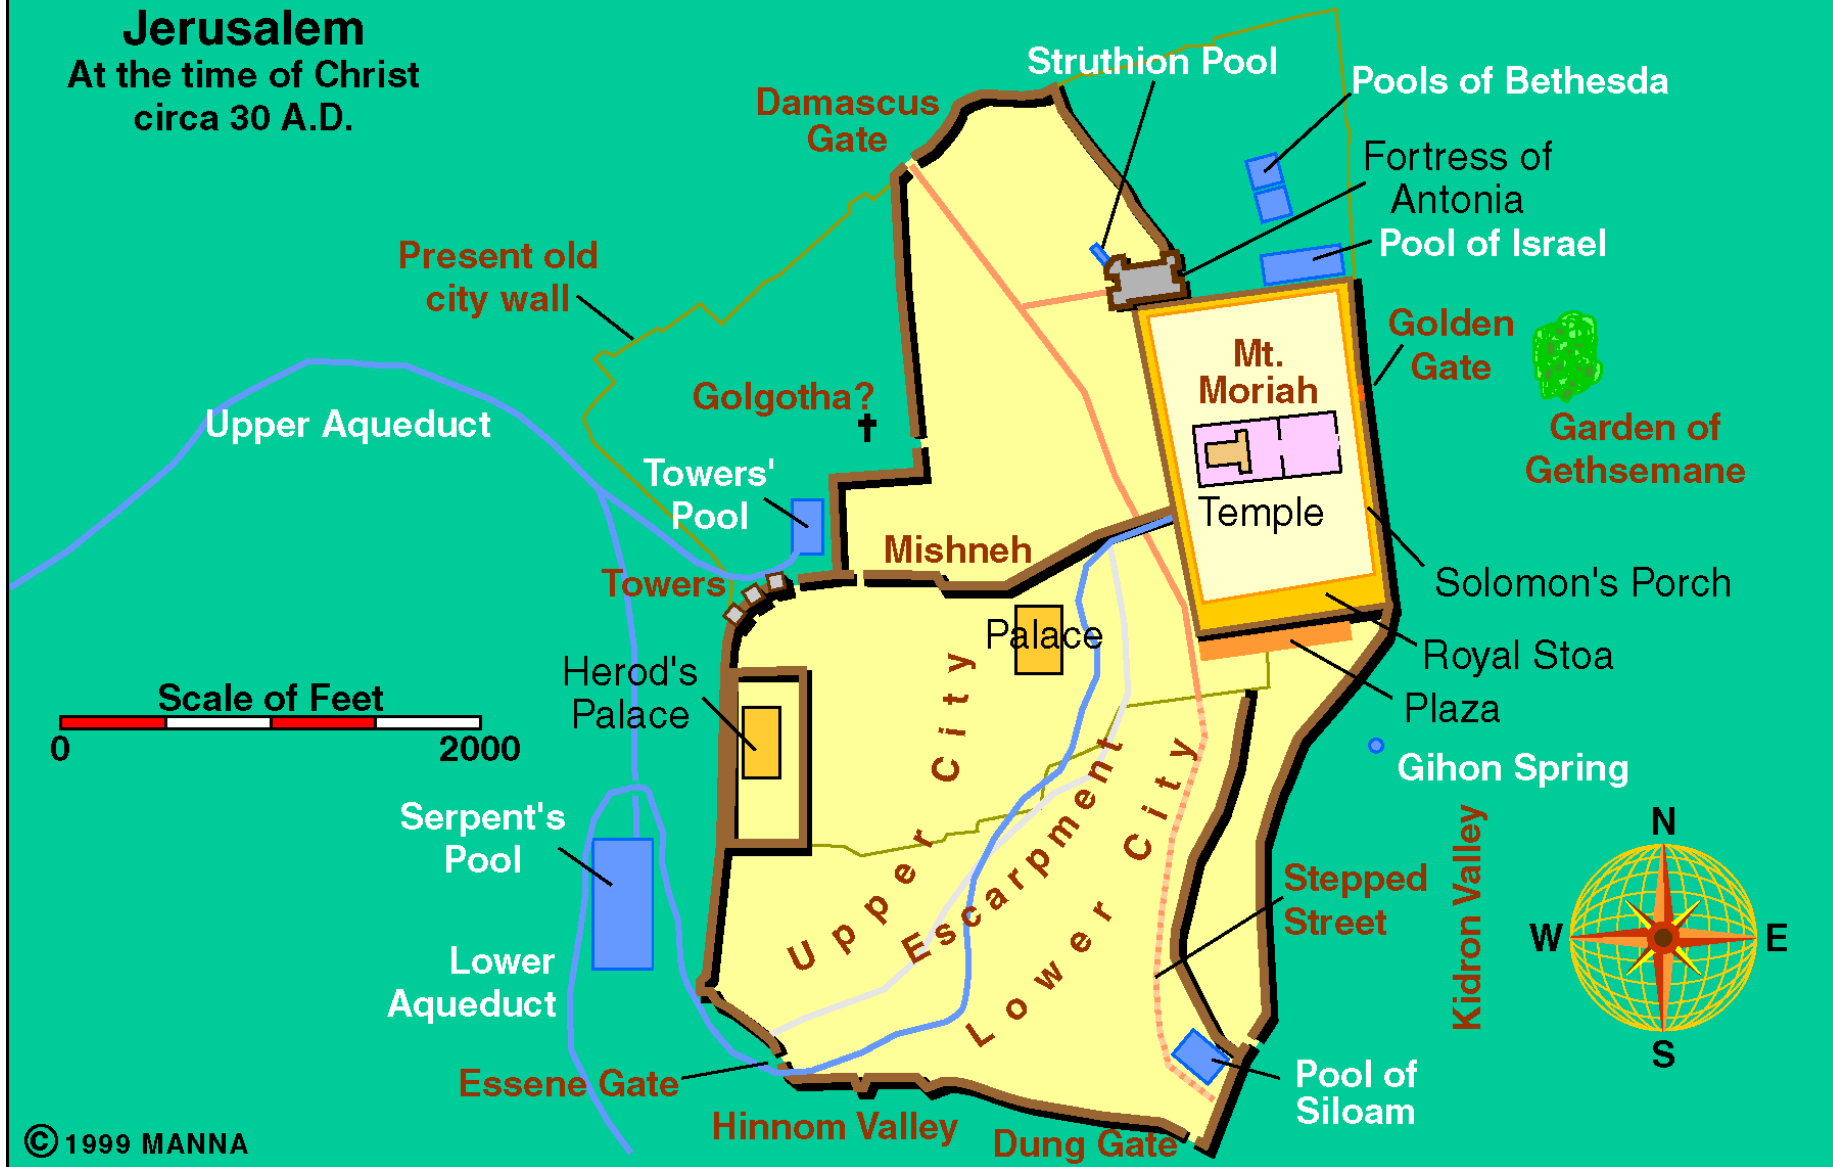 Jerusalem
At the time of Christ
circa 30 A.D.
Struthion Pool
Pools of Bethesda
Damascus
Gate
Fortress of
Antonia
Pool of Israel
Present old
city wall
Golden
Gate
Mt.
Moriah
Golgotha?
Upper Aqueduct
Garden of
Gethsemane
Towers'
Pool
Temple
Mishneh
Towers
Solomon's Porch
Palace
Royal Stoa
Herod's
Palace
Plaza
Scale of Feet
0 2000
Gihon Spring
Upper City
Escarpment
Lower City
Serpent's
Pool
Stepped
Street
Kidron Valley
N
W E
S
Lower
Aqueduct
Essene Gate
Pool of
Siloam
Hinnom Valley
Dung Gate
© 1999 MANNA